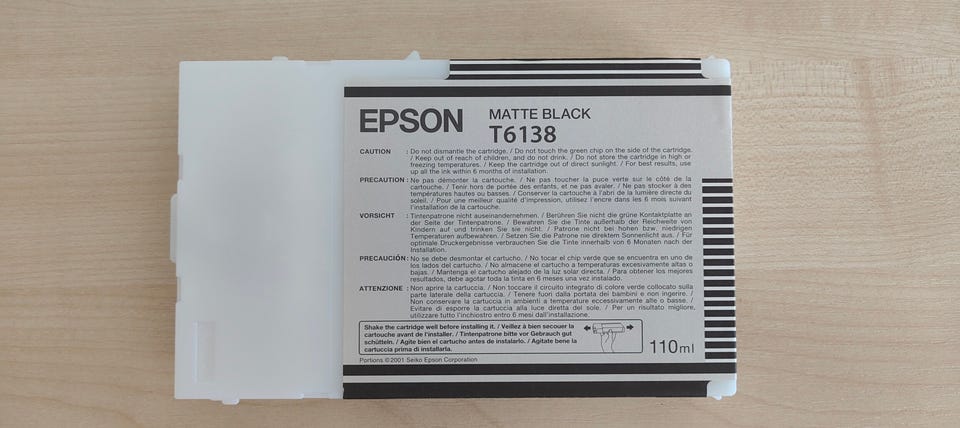 EPSON
MATTE BLACK
T6138
CAUTION : Do not dismantle the cartridge. / Do not touch the green chip on the side of the cartridge.
/ Keep out of reach of children, and do not drink. / Do not store the cartridge in high or
freezing temperatures. / Keep the cartridge out of direct sunlight. / For best results, use
up all the ink within 6 months of installation.
PRECAUTION : Ne pas démonter la cartouche. / Ne pas toucher la puce verte sur le côté de la
cartouche. / Tenir hors de portée des enfants, et ne pas avaler. / Ne pas stocker à des
températures hautes ou basses. / Conserver la cartouche à l'abri de la lumière directe du
soleil. / Pour une meilleure qualité d'impression, utilisez l'encre dans les 6 mois suivant
l'installation de la cartouche.
VORSICHT : Tintenpatrone nicht auseinandernehmen. / Berühren Sie nicht die grüne Kontaktplatte an
der Seite der Tintenpatrone. / Bewahren Sie die Tinte außerhalb der Reichweite von
Kindern auf und trinken Sie sie nicht. / Patrone nicht bei hohen bzw. niedrigen
Temperaturen aufbewahren. / Setzen Sie die Patrone nie direktem Sonnenlicht aus. / Für
optimale Druckergebnisse verbrauchen Sie die Tinte innerhalb von 6 Monaten nach der
Installation.
PRECAUCIÓN : No se debe desmontar el cartucho. / No tocar el chip verde que se encuentra en uno de
los lados del cartucho. / No almacene el cartucho a temperaturas excesivamente altas o
bajas. / Mantenga el cartucho alejado de la luz solar directa. / Para obtener los mejores
resultados, debe agotar toda la tinta en 6 meses una vez instalado.
ATTENZIONE : Non aprire la cartuccia. / Non toccare il circuito integrato di colore verde collocato sulla
parte laterale della cartuccia. / Tenere fuori dalla portata dei bambini e non ingerire. /
Non conservare la cartuccia in ambienti a temperature eccessivamente alte o basse. /
Evitare di esporre la cartuccia alla luce diretta del sole. / Per un risultato migliore,
utilizzare tutto l'inchiostro entro 6 mesi dall'installazione.
Shake the cartridge well before installing it. / Veillez à bien secouer la
cartouche avant de l'installer. / Tintenpatrone bitte vor Gebrauch gut
schütteln. / Agite bien el cartucho antes de instalarlo. / Agitate bene la
cartuccia prima di installarla.
110ml
Portions ©2001 Seiko Epson Corporation